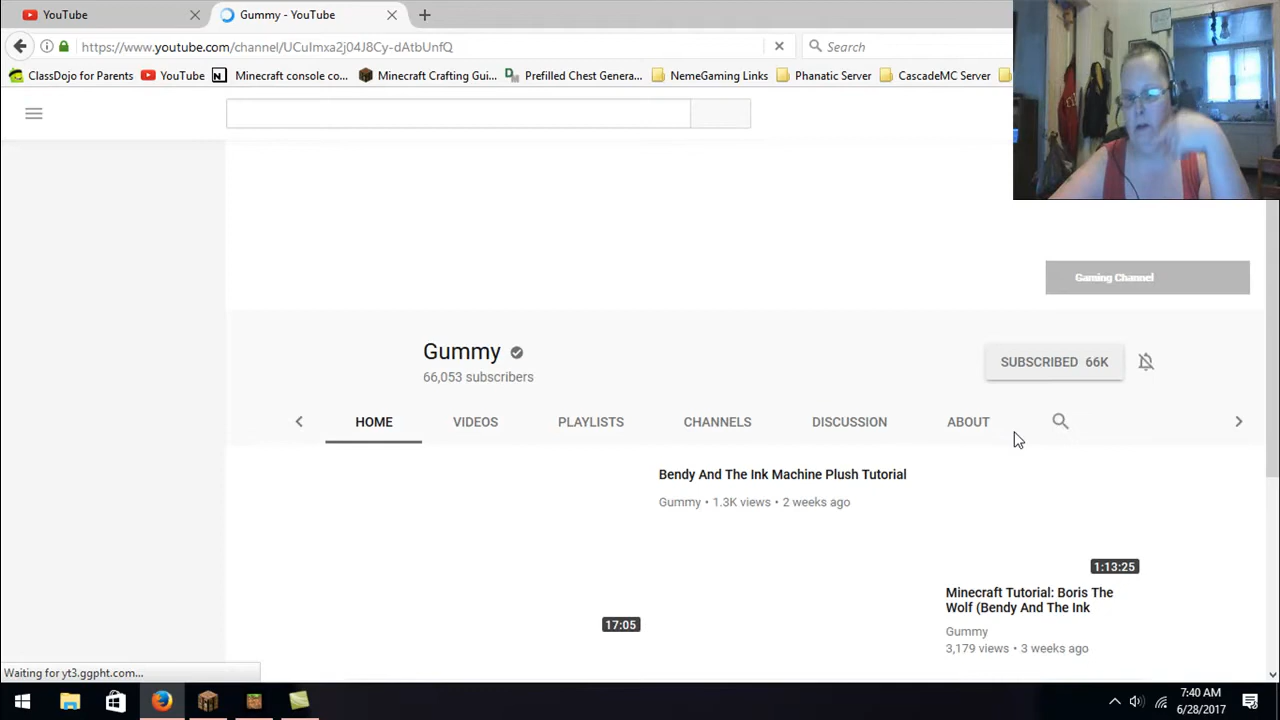 YouTube
Gummy - YouTube
https://www.youtube.com/channel/UCuImxa2j04J8Cy-dAtbUnfQ
Search
ClassDojo for Parents
YouTube
Minecraft console co...
Minecraft Crafting Gui...
Prefilled Chest Genera...
NemeGaming Links
Phanatic Server
CascadeMC Server
Gaming Channel
Gummy
66,053 subscribers
SUBSCRIBED 66K
HOME
VIDEOS
PLAYLISTS
CHANNELS
DISCUSSION
ABOUT
Bendy And The Ink Machine Plush Tutorial
Gummy • 1.3K views • 2 weeks ago
1:13:25
Minecraft Tutorial: Boris The
Wolf (Bendy And The Ink
Gummy
3,179 views • 3 weeks ago
17:05
Waiting for yt3.ggpht.com...
7:40 AM
6/28/2017